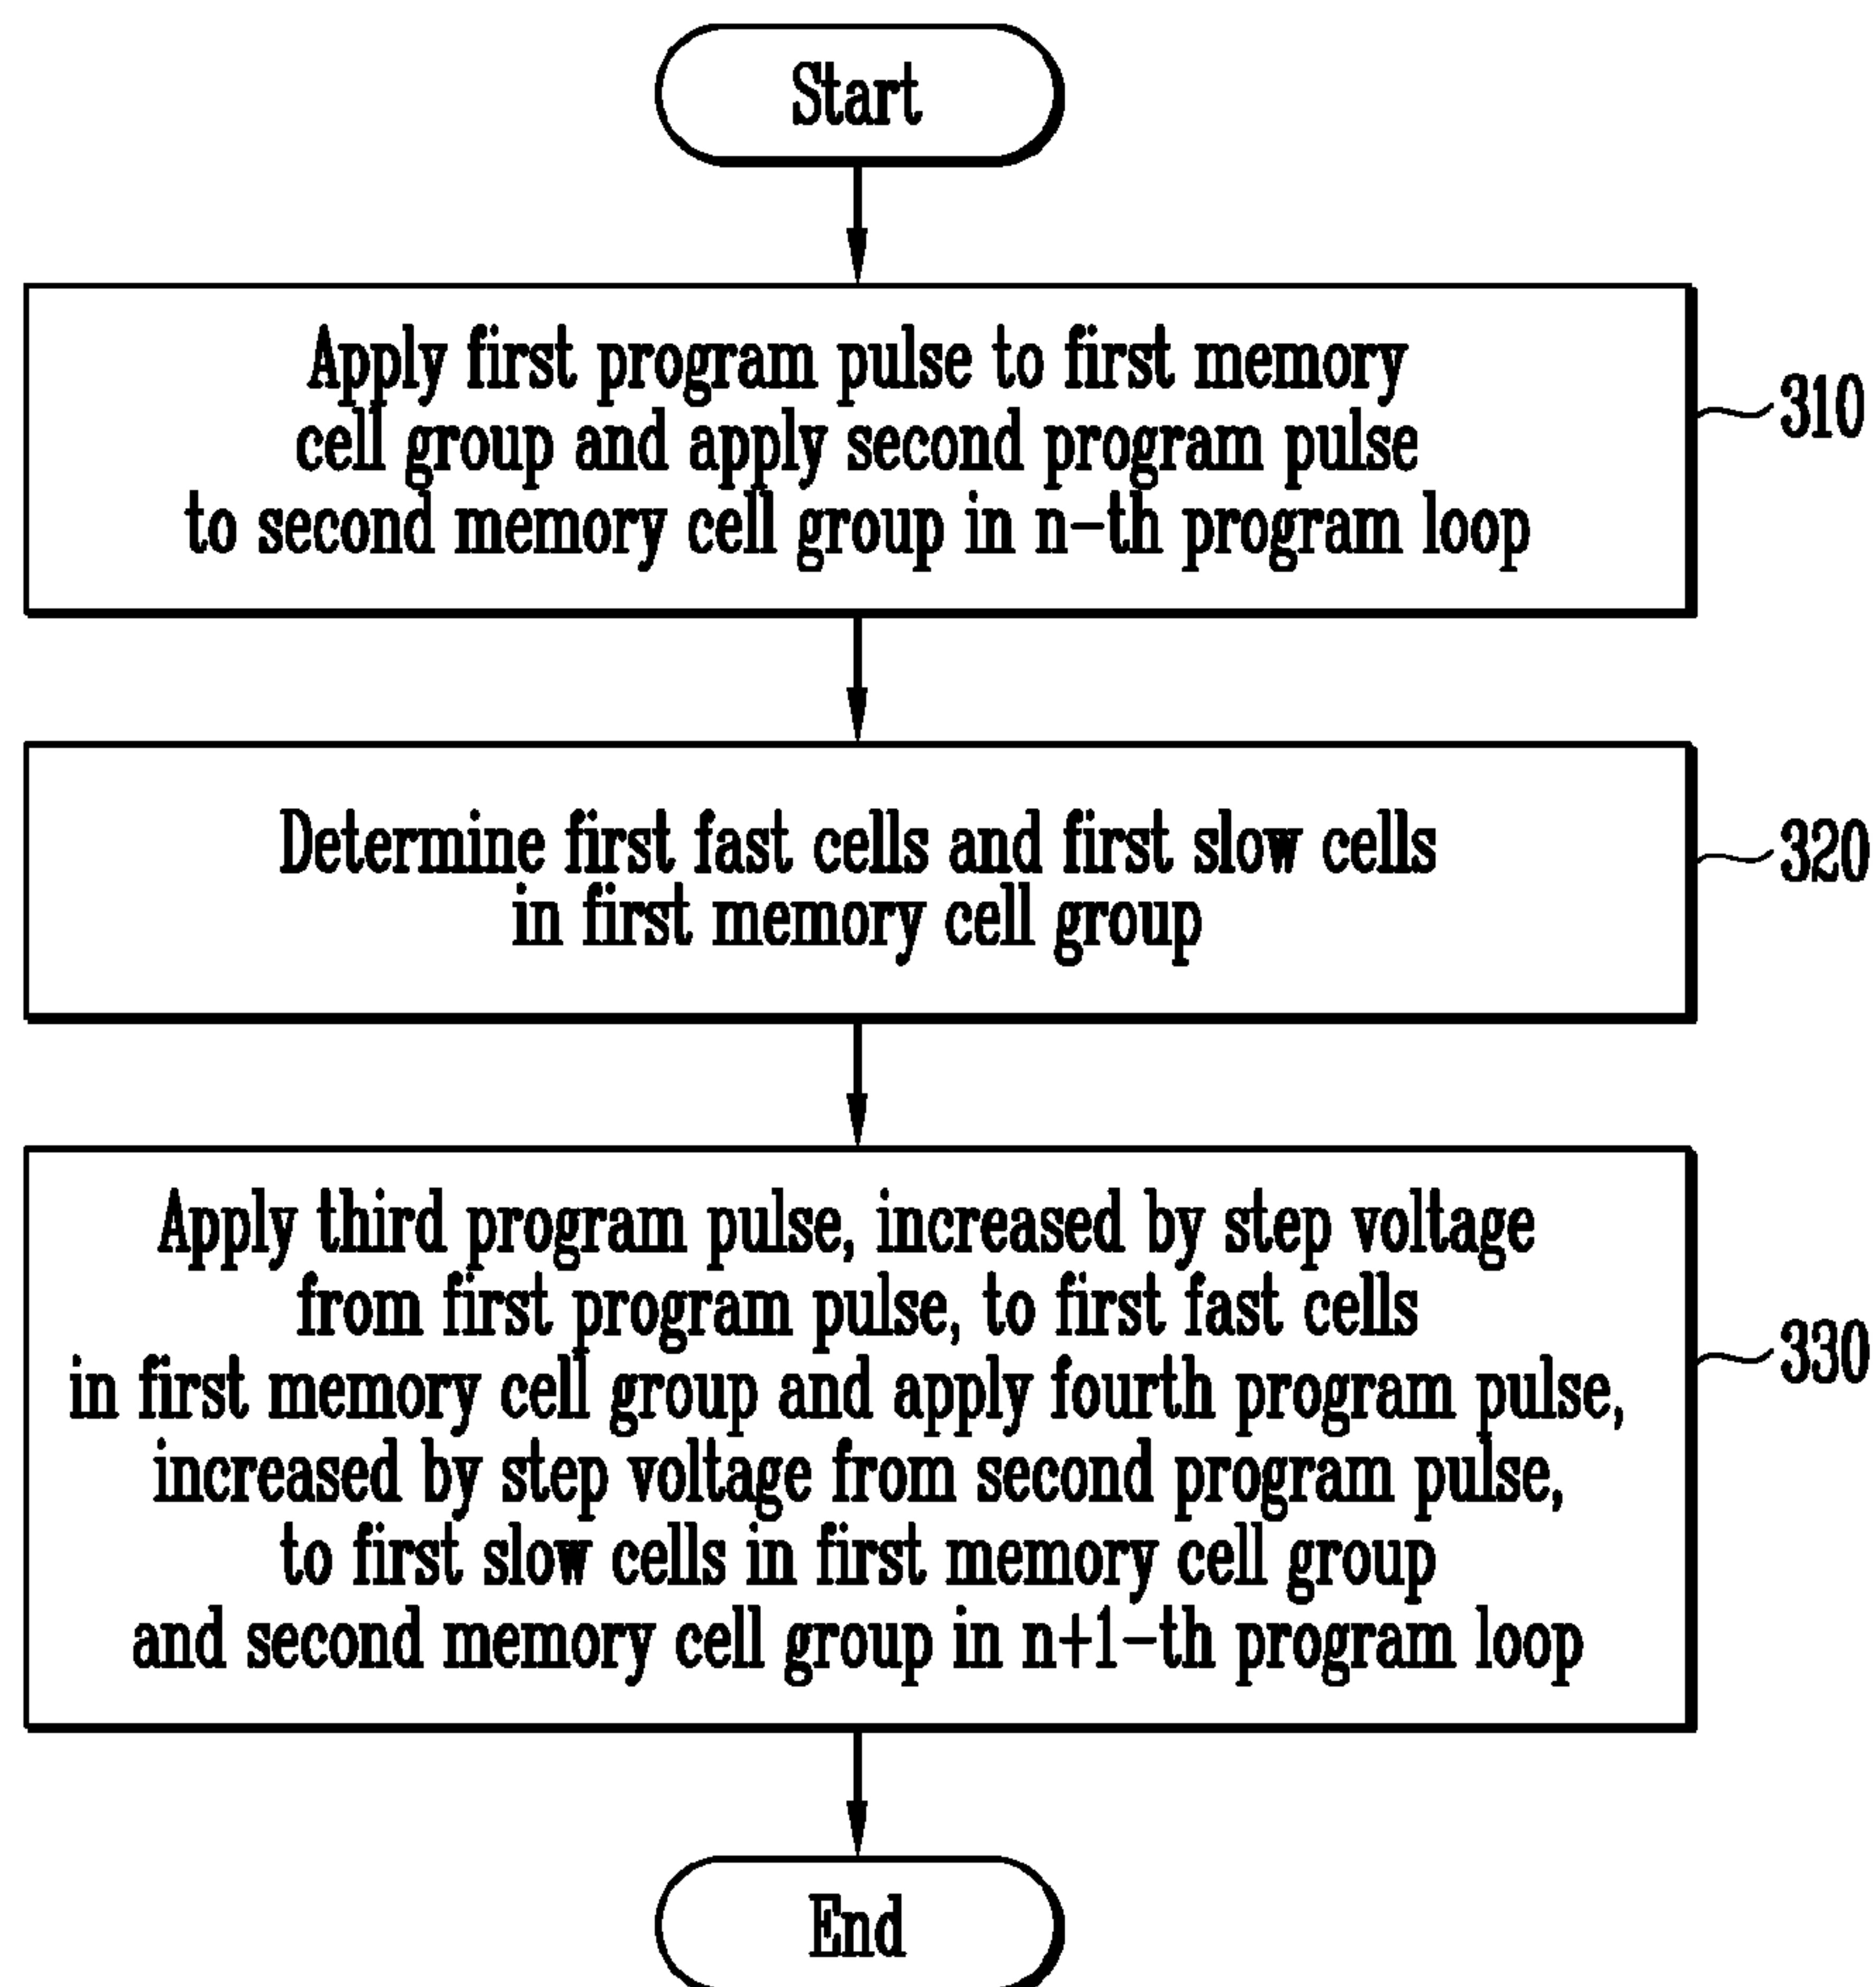 Start
Apply first program pulse to first memory
cell group and apply second program pulse
to second memory cell group in n-th program loop
310
Determine first fast cells and first slow cells
in first memory cell group
320
Apply third program pulse, increased by step voltage
from first program pulse, to first fast cells
in first memory cell group and apply fourth program pulse,
increased by step voltage from second program pulse,
to first slow cells in first memory cell group
and second memory cell group in n+1-th program loop
330
End